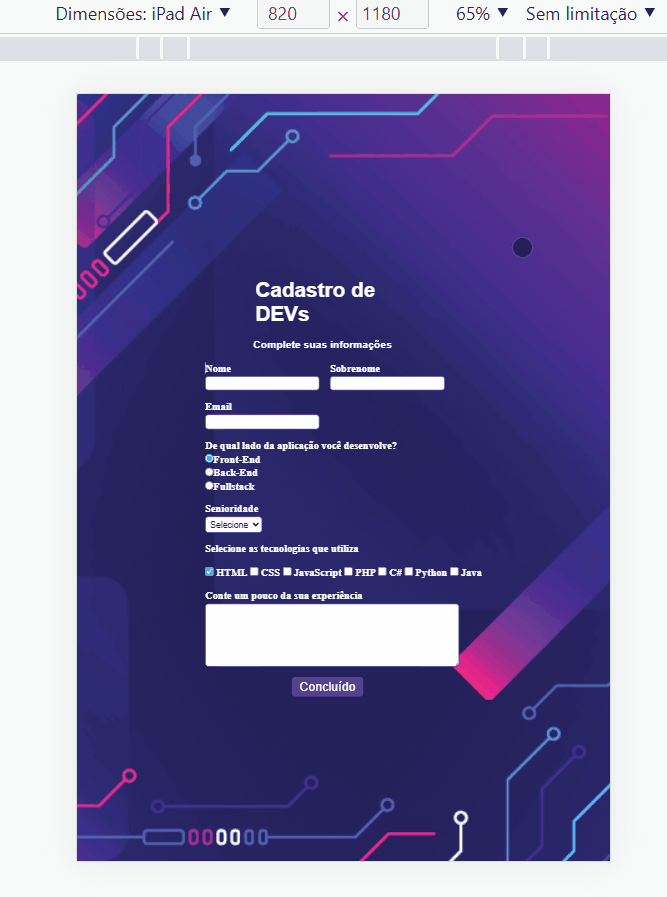 Dimensões: iPad Air ▼ 820 × 1180 65% ▼ Sem limitação ▼
Cadastro de
DEVs
Complete suas informações
Nome Sobrenome
Email
De qual lado da aplicação você desenvolve?
Front-End
Back-End
Fullstack
Senioridade
Selecione
Selecione as tecnologias que utiliza
HTML CSS JavaScript PHP C# Python Java
Conte um pouco da sua experiência
Concluído